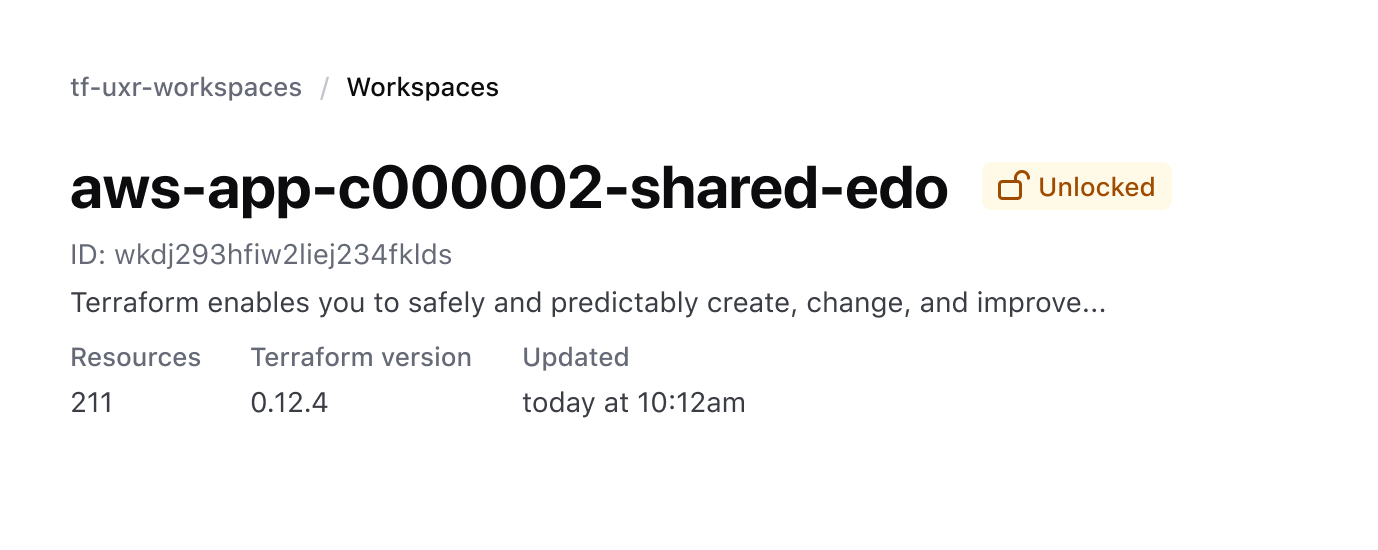 tf-uxr-workspaces / Workspaces
aws-app-c000002-shared-edo Unlocked
ID: wkdj293hfiw2liej234fklds
Terraform enables you to safely and predictably create, change, and improve...
Resources Terraform version Updated
211 0.12.4 today at 10:12am